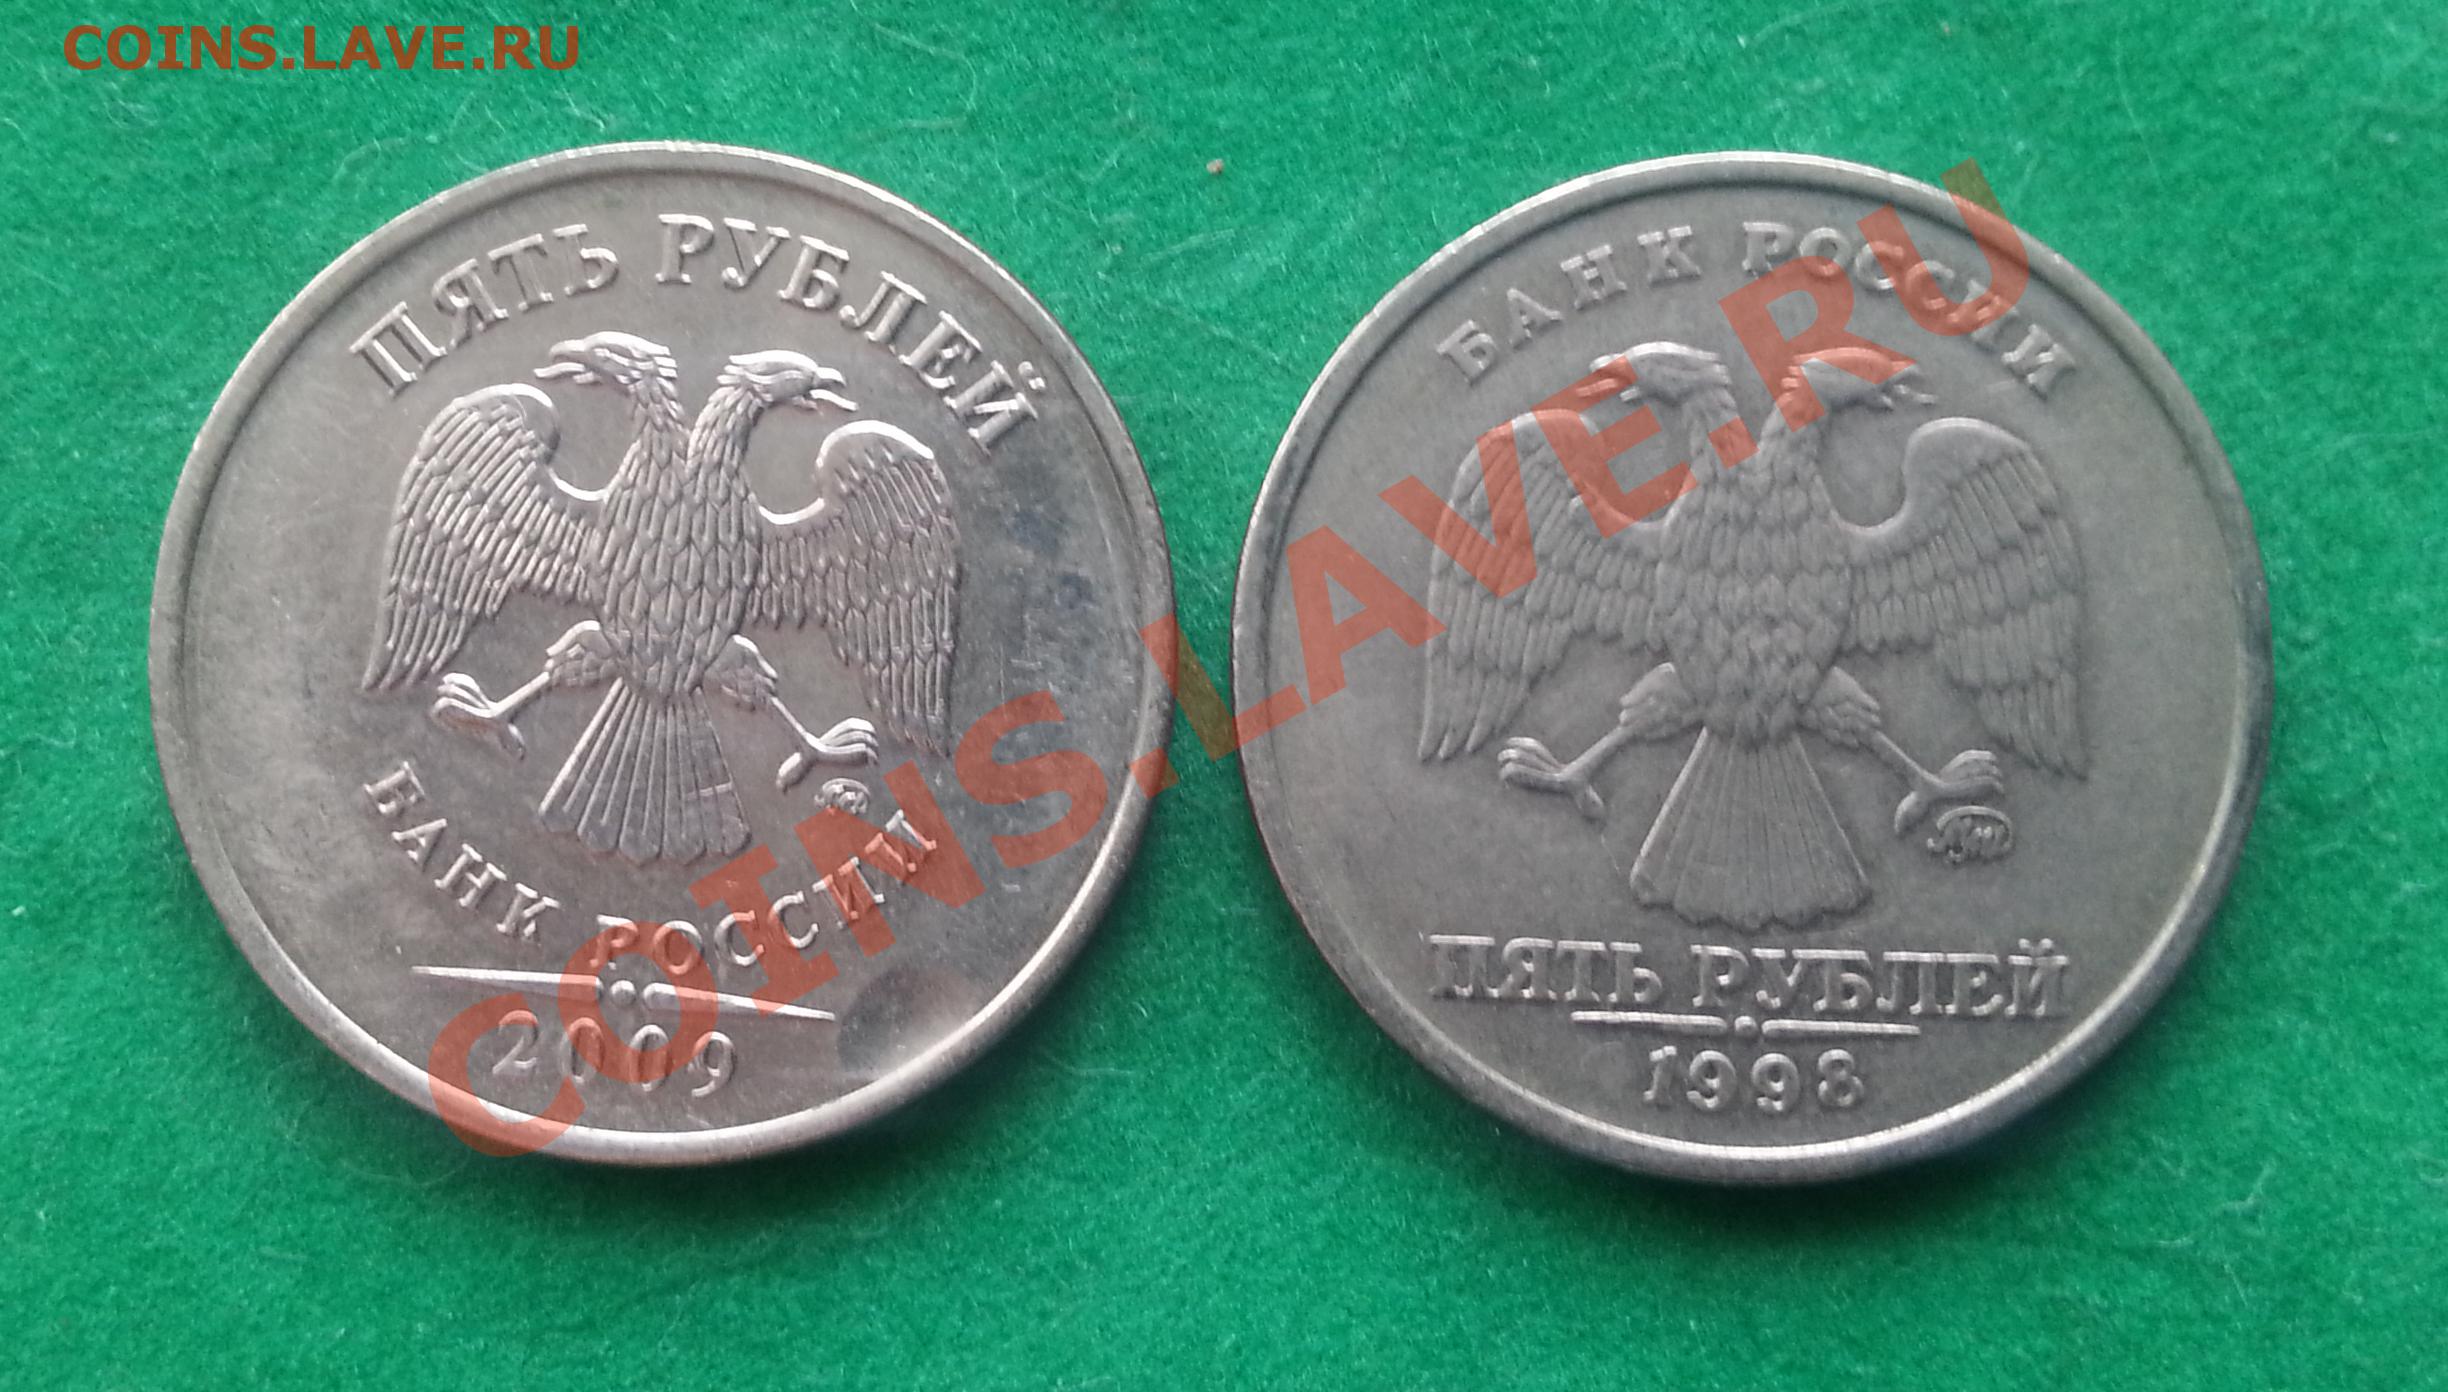 COINS.LAVE.RU
ПЯТЬ РУБЛЕЙ
БАНК РОССИИ
2009
БАНК РОССИИ
ПЯТЬ РУБЛЕЙ
1998
COINS.LAVE.RU